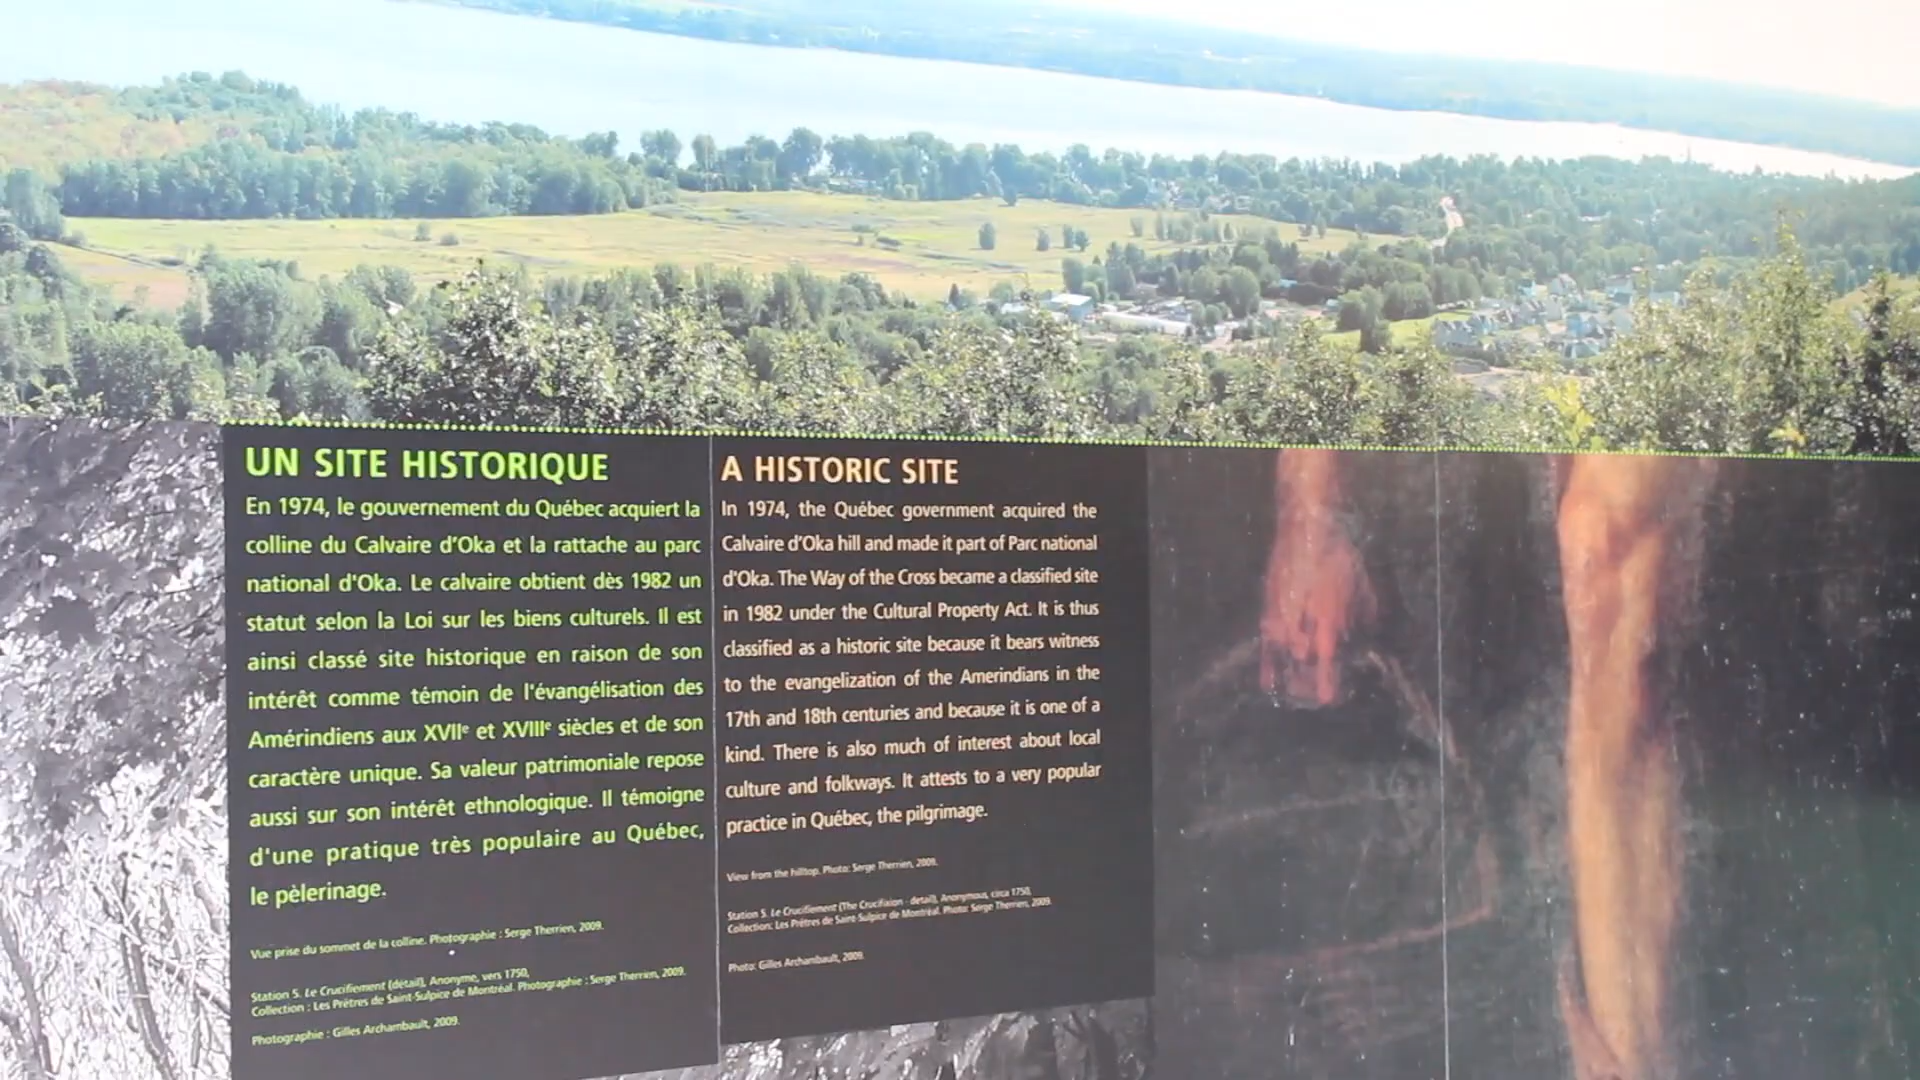 UN SITE HISTORIQUE
En 1974, le gouvernement du Québec acquiert la
colline du Calvaire d'Oka et la rattache au parc
national d'Oka. Le calvaire obtient dès 1982 un
statut selon la Loi sur les biens culturels. Il est
ainsi classé site historique en raison de son
intérêt comme témoin de l'évangélisation des
Amérindiens aux XVIIe et XVIIIe siècles et de son
caractère unique. Sa valeur patrimoniale repose
aussi sur son intérêt ethnologique. Il témoigne
d'une pratique très populaire au Québec,
le pèlerinage.
Vue prise du sommet de la colline. Photographie : Serge Therrien, 2009.
Station 5. Le Crucifiement (détail), Anonyme, vers 1750,
Collection : Les Prêtres de Saint-Sulpice de Montréal. Photographie : Serge Therrien, 2009.
Photographie : Gilles Archambault, 2009.
A HISTORIC SITE
In 1974, the Québec government acquired the
Calvaire d'Oka hill and made it part of Parc national
d'Oka. The Way of the Cross became a classified site
in 1982 under the Cultural Property Act. It is thus
classified as a historic site because it bears witness
to the evangelization of the Amerindians in the
17th and 18th centuries and because it is one of a
kind. There is also much of interest about local
culture and folkways. It attests to a very popular
practice in Québec, the pilgrimage.
View from the hilltop. Photo: Serge Therrien, 2009.
Station 5. Le Crucifiement (The Crucifixion - detail), Anonymous, circa 1750,
Collection: Les Prêtres de Saint-Sulpice de Montréal. Photo: Serge Therrien, 2009.
Photo: Gilles Archambault, 2009.